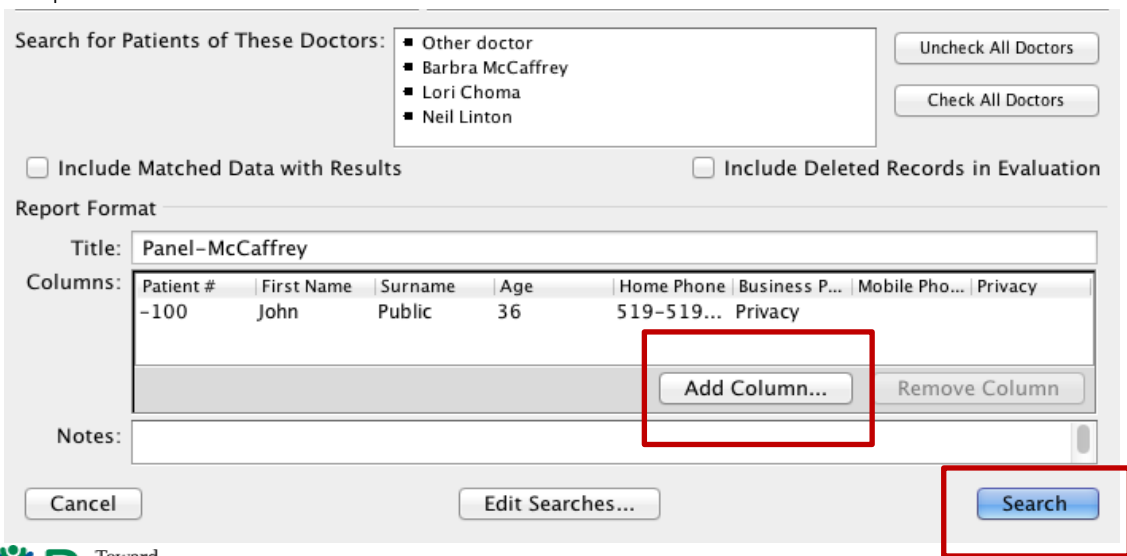 Search for Patients of These Doctors:
Other doctor
Barbra McCaffrey
Lori Choma
Neil Linton
Uncheck All Doctors
Check All Doctors
Include Matched Data with Results
Include Deleted Records in Evaluation
Report Format
Title: Panel-McCaffrey
Columns:
Patient # First Name Surname Age Home Phone Business P... Mobile Pho... Privacy
-100 John Public 36 519-519... Privacy
Add Column... Remove Column
Notes:
Cancel Edit Searches... Search